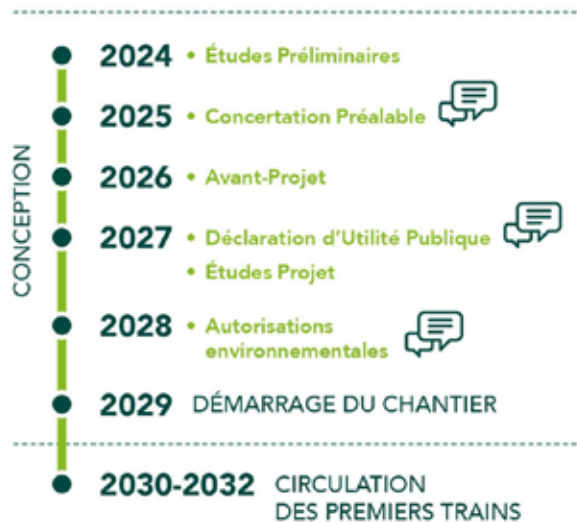 CONCEPTION
2024 • Études Préliminaires
2025 • Concertation Préalable
2026 • Avant-Projet
2027 • Déclaration d'Utilité Publique
• Études Projet
2028 • Autorisations
environnementales
2029 DÉMARRAGE DU CHANTIER
2030-2032 CIRCULATION
DES PREMIERS TRAINS